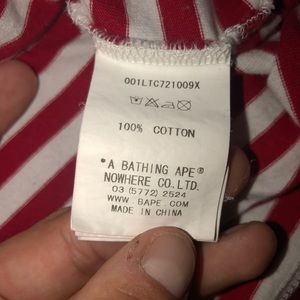 001LTC721009X
100% COTTON
*A BATHING APE®
NOWHERE CO.LTD.
03 (5772) 2524
WWW.BAPE.COM
MADE IN CHINA